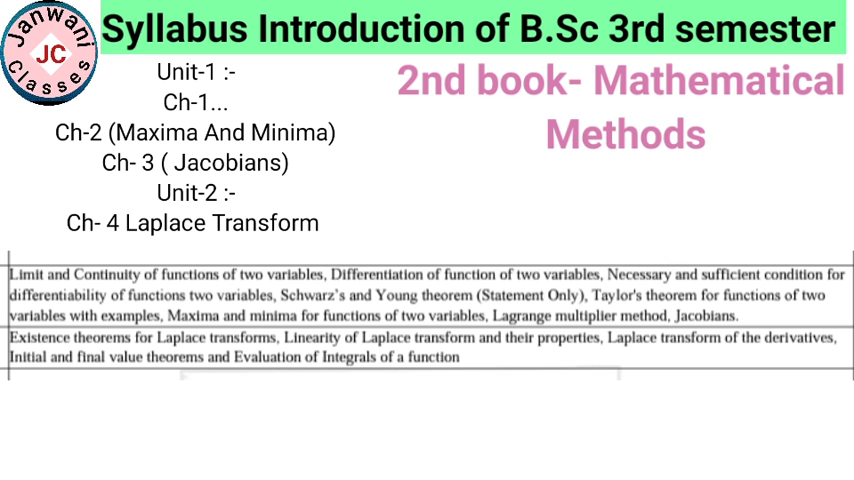 Janwani
JC
Classes
Syllabus Introduction of B.Sc 3rd semester
2nd book- Mathematical
Methods
Unit-1 :-
Ch-1...
Ch-2 (Maxima And Minima)
Ch- 3 ( Jacobians)
Unit-2 :-
Ch- 4 Laplace Transform
Limit and Continuity of functions of two variables, Differentiation of function of two variables, Necessary and sufficient condition for
differentiability of functions two variables, Schwarz's and Young theorem (Statement Only), Taylor's theorem for functions of two
variables with examples, Maxima and minima for functions of two variables, Lagrange multiplier method, Jacobians.
Existence theorems for Laplace transforms, Linearity of Laplace transform and their properties, Laplace transform of the derivatives,
Initial and final value theorems and Evaluation of Integrals of a function